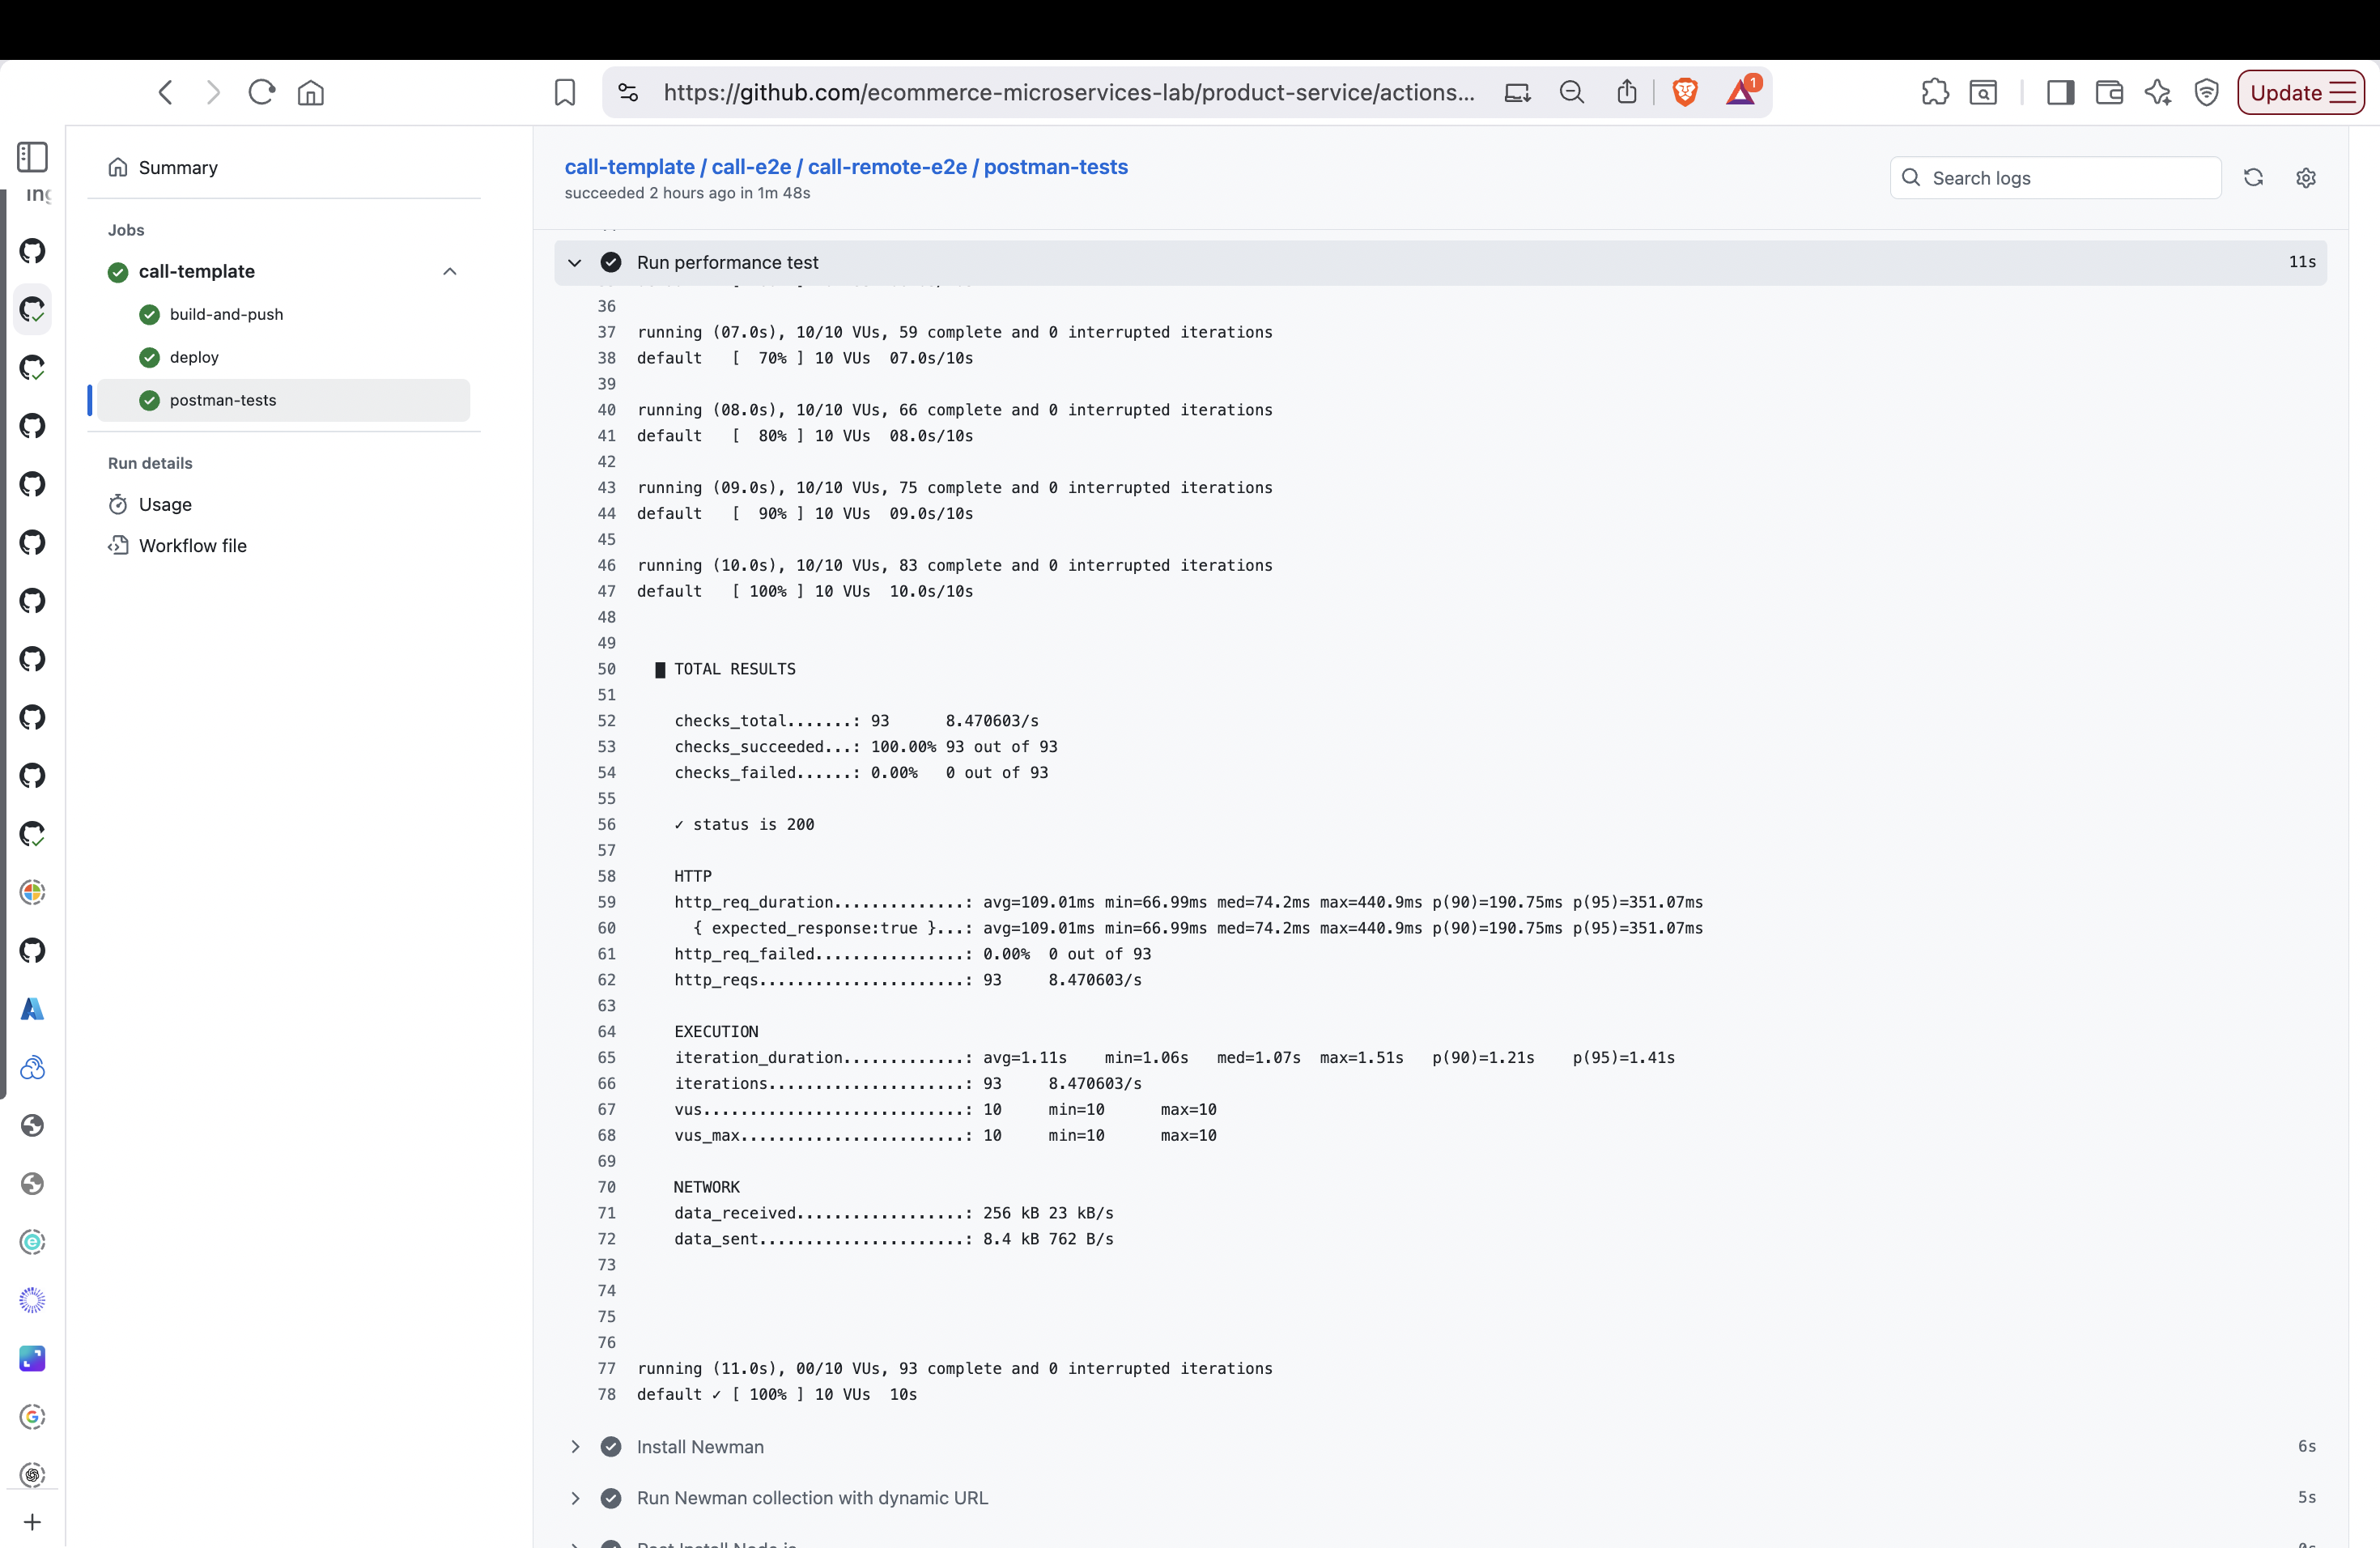 https://github.com/ecommerce-microservices-lab/product-service/actions...
1
Update
Summary
Jobs
call-template
build-and-push
deploy
postman-tests
Run details
Usage
Workflow file
call-template / call-e2e / call-remote-e2e / postman-tests
succeeded 2 hours ago in 1m 48s
Search logs
Run performance test 11s
36
37 running (07.0s), 10/10 VUs, 59 complete and 0 interrupted iterations
38 default   [  70% ] 10 VUs  07.0s/10s
39
40 running (08.0s), 10/10 VUs, 66 complete and 0 interrupted iterations
41 default   [  80% ] 10 VUs  08.0s/10s
42
43 running (09.0s), 10/10 VUs, 75 complete and 0 interrupted iterations
44 default   [  90% ] 10 VUs  09.0s/10s
45
46 running (10.0s), 10/10 VUs, 83 complete and 0 interrupted iterations
47 default   [ 100% ] 10 VUs  10.0s/10s
48
49
50 █ TOTAL RESULTS
51
52 checks_total.......: 93      8.470603/s
53 checks_succeeded...: 100.00% 93 out of 93
54 checks_failed......: 0.00%   0 out of 93
55
56 ✓ status is 200
57
58 HTTP
59 http_req_duration..............: avg=109.01ms min=66.99ms med=74.2ms max=440.9ms p(90)=190.75ms p(95)=351.07ms
60 { expected_response:true }...: avg=109.01ms min=66.99ms med=74.2ms max=440.9ms p(90)=190.75ms p(95)=351.07ms
61 http_req_failed................: 0.00%  0 out of 93
62 http_reqs......................: 93     8.470603/s
63
64 EXECUTION
65 iteration_duration.............: avg=1.11s    min=1.06s   med=1.07s  max=1.51s   p(90)=1.21s    p(95)=1.41s
66 iterations.....................: 93     8.470603/s
67 vus............................: 10     min=10      max=10
68 vus_max........................: 10     min=10      max=10
69
70 NETWORK
71 data_received..................: 256 kB 23 kB/s
72 data_sent......................: 8.4 kB 762 B/s
73
74
75
76
77 running (11.0s), 00/10 VUs, 93 complete and 0 interrupted iterations
78 default ✓ [ 100% ] 10 VUs  10s
Install Newman 6s
Run Newman collection with dynamic URL 5s